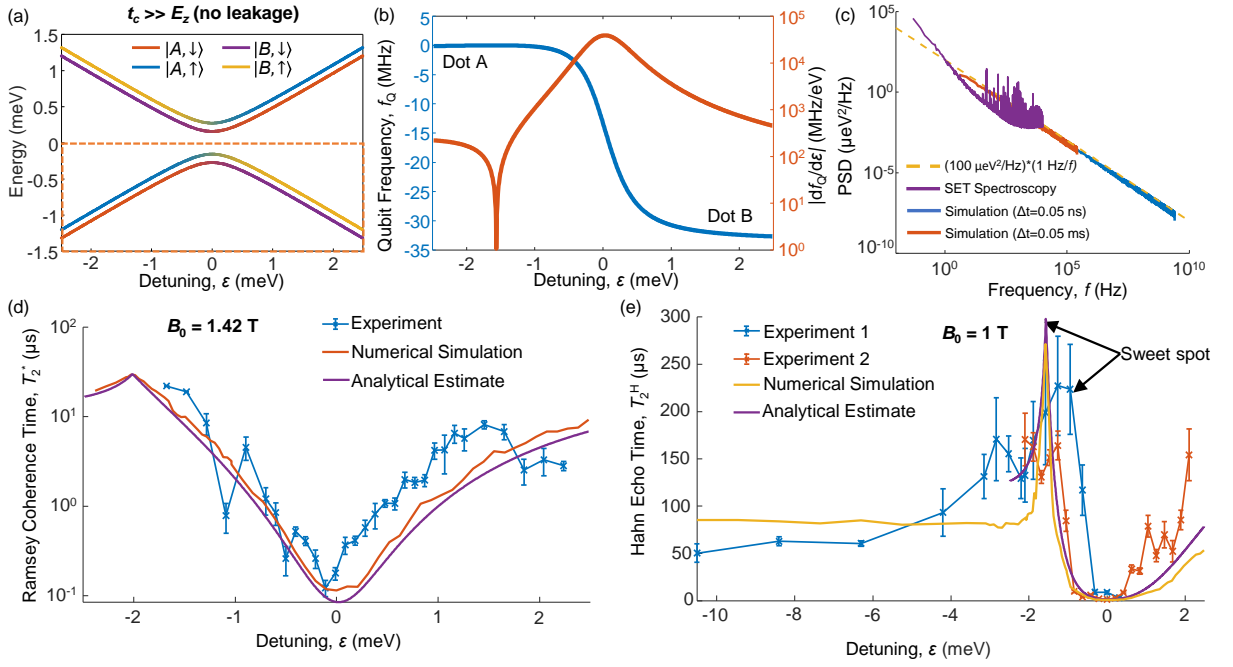 (a)
t_c >> E_z (no leakage)
|A,↓⟩
|B,↓⟩
|A,↑⟩
|B,↑⟩
Energy (meV)
1.5
1
0.5
0
-0.5
-1
-1.5
-2 -1 0 1 2
Detuning, ε (meV)
(b)
Qubit Frequency, f_Q (MHz)
5
0
-5
-10
-15
-20
-25
-30
-35
Dot A
Dot B
10^5
10^4
10^3
10^2
10^1
10^0
|df_Q/dε| (MHz/eV)
-2 -1 0 1 2
Detuning, ε (meV)
(c)
PSD (μeV²/Hz)
10^5
10^0
10^-5
10^-10
(100 μeV²/Hz)*(1 Hz/f)
SET Spectroscopy
Simulation (Δt=0.05 ns)
Simulation (Δt=0.05 ms)
10^0 10^5 10^10
Frequency, f (Hz)
(d)
B_0 = 1.42 T
Experiment
Numerical Simulation
Analytical Estimate
Ramsey Coherence Time, T_2^* (μs)
10^2
10^1
10^0
10^-1
-2 -1 0 1 2
Detuning, ε (meV)
(e)
B_0 = 1 T
Experiment 1
Experiment 2
Numerical Simulation
Analytical Estimate
Sweet spot
Hahn Echo Time, T_2^H (μs)
300
250
200
150
100
50
0
-10 -8 -6 -4 -2 0 2
Detuning, ε (meV)